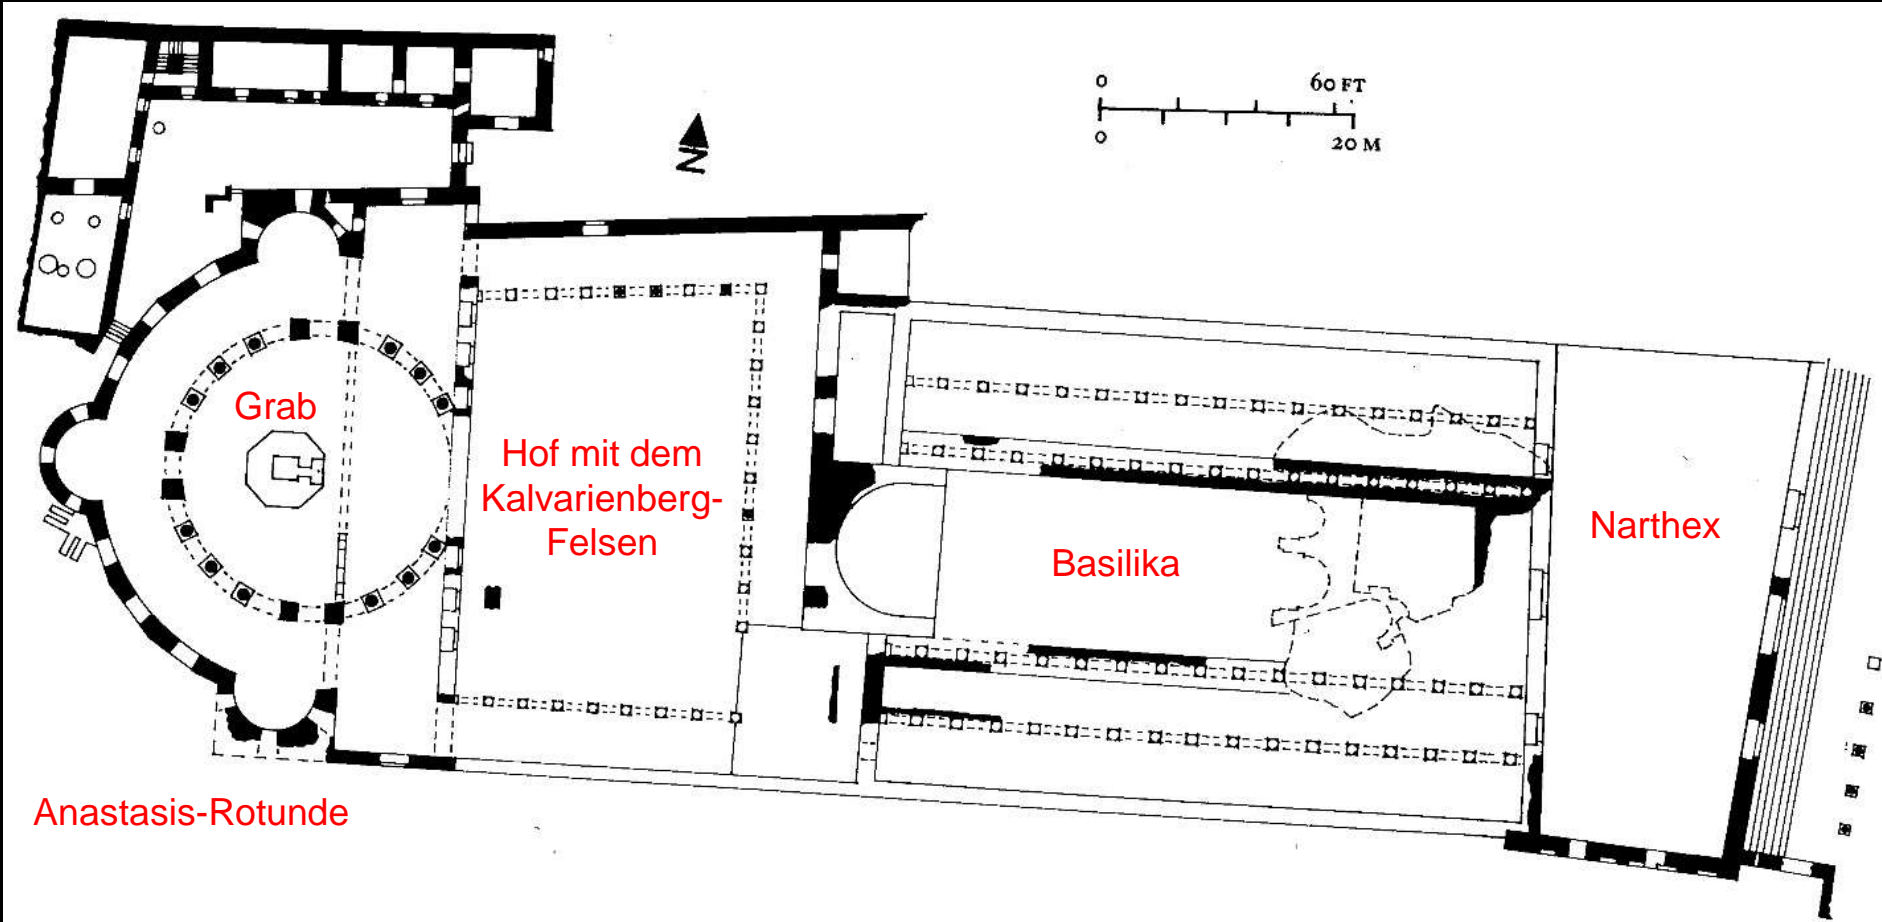 0 60 FT
0 20 M
N
Grab
Hof mit dem
Kalvarienberg-
Felsen
Basilika
Narthex
Anastasis-Rotunde